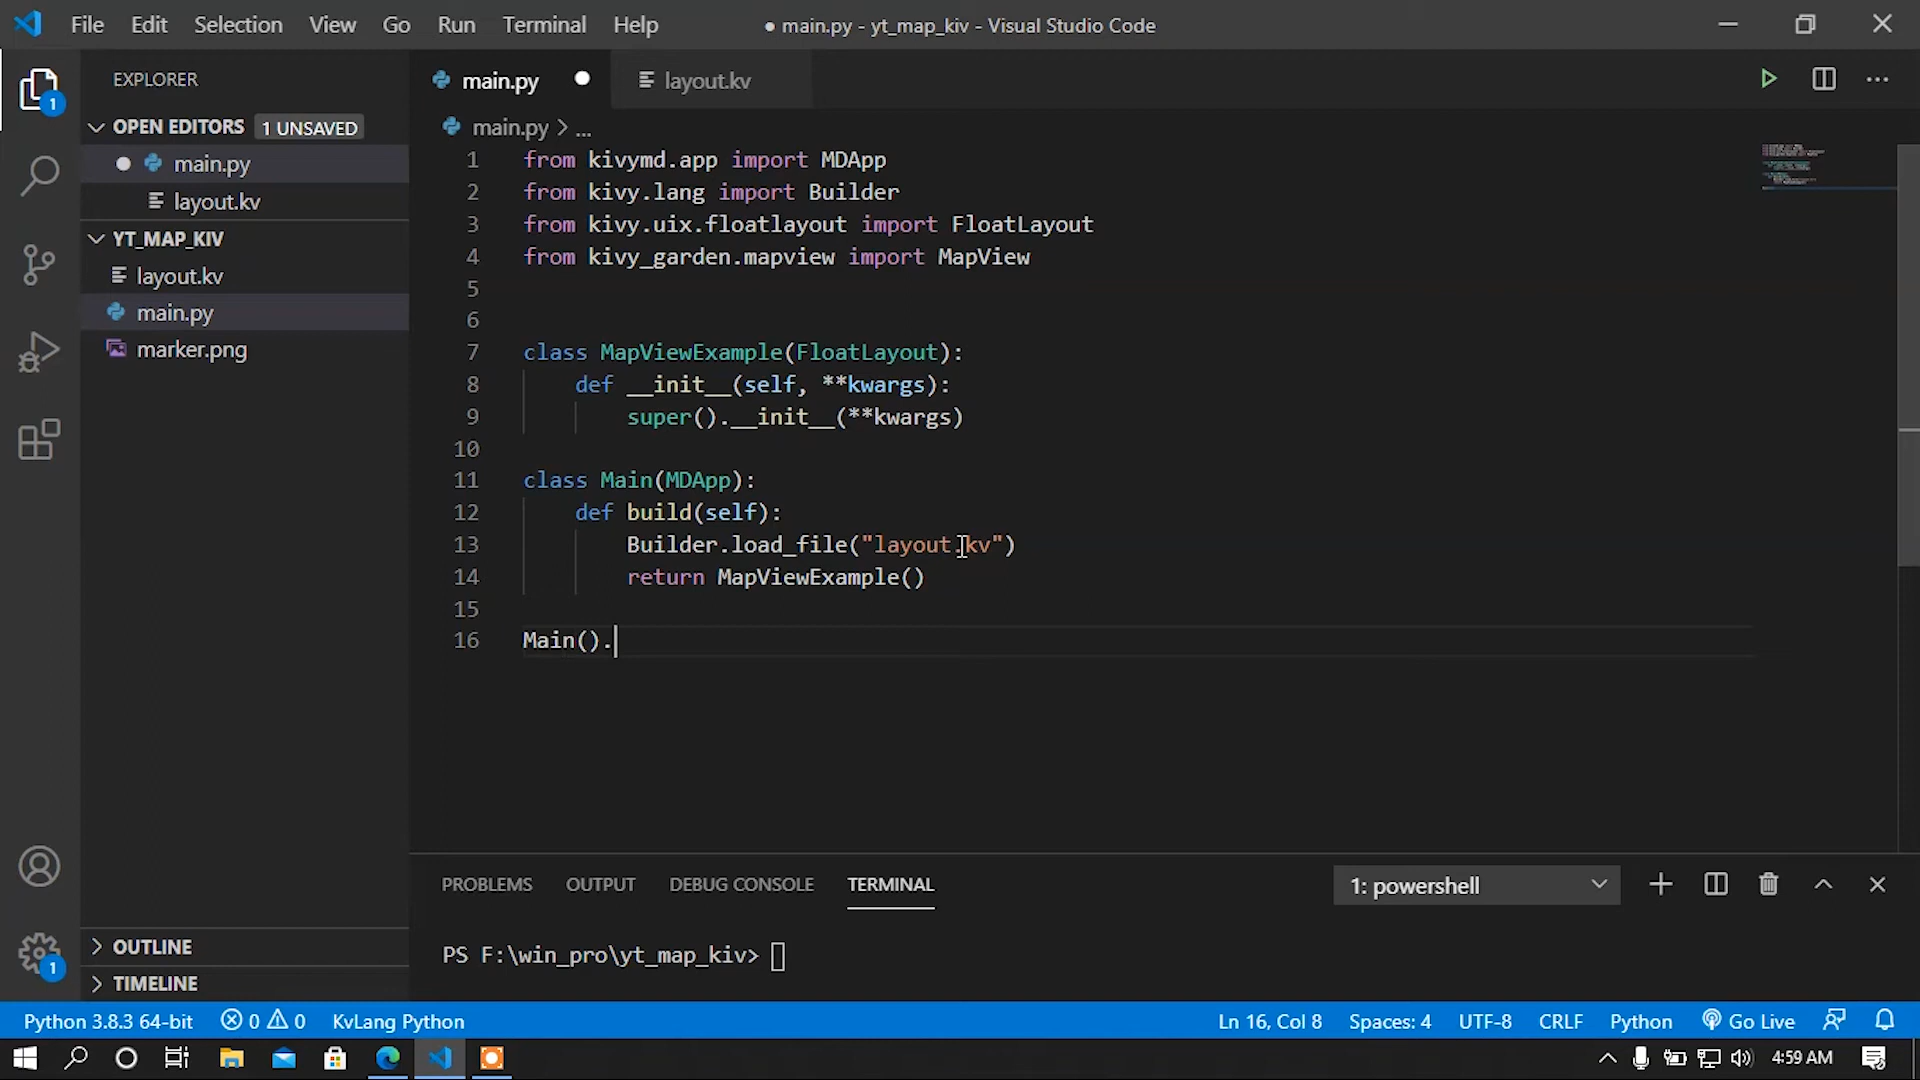 File Edit Selection View Go Run Terminal Help
● main.py - yt_map_kiv - Visual Studio Code
EXPLORER
OPEN EDITORS 1 UNSAVED
main.py
layout.kv
YT_MAP_KIV
layout.kv
main.py
marker.png
OUTLINE
TIMELINE
main.py
layout.kv
main.py > ...
1 from kivymd.app import MDApp
2 from kivy.lang import Builder
3 from kivy.uix.floatlayout import FloatLayout
4 from kivy_garden.mapview import MapView
5
6
7 class MapViewExample(FloatLayout):
8 def __init__(self, **kwargs):
9 super().__init__(**kwargs)
10
11 class Main(MDApp):
12 def build(self):
13 Builder.load_file("layout.kv")
14 return MapViewExample()
15
16 Main().
PROBLEMS OUTPUT DEBUG CONSOLE TERMINAL 1: powershell
PS F:\win_pro\yt_map_kiv>
1
1
Python 3.8.3 64-bit 0 0 KvLang Python Ln 16, Col 8 Spaces: 4 UTF-8 CRLF Python Go Live
4:59 AM